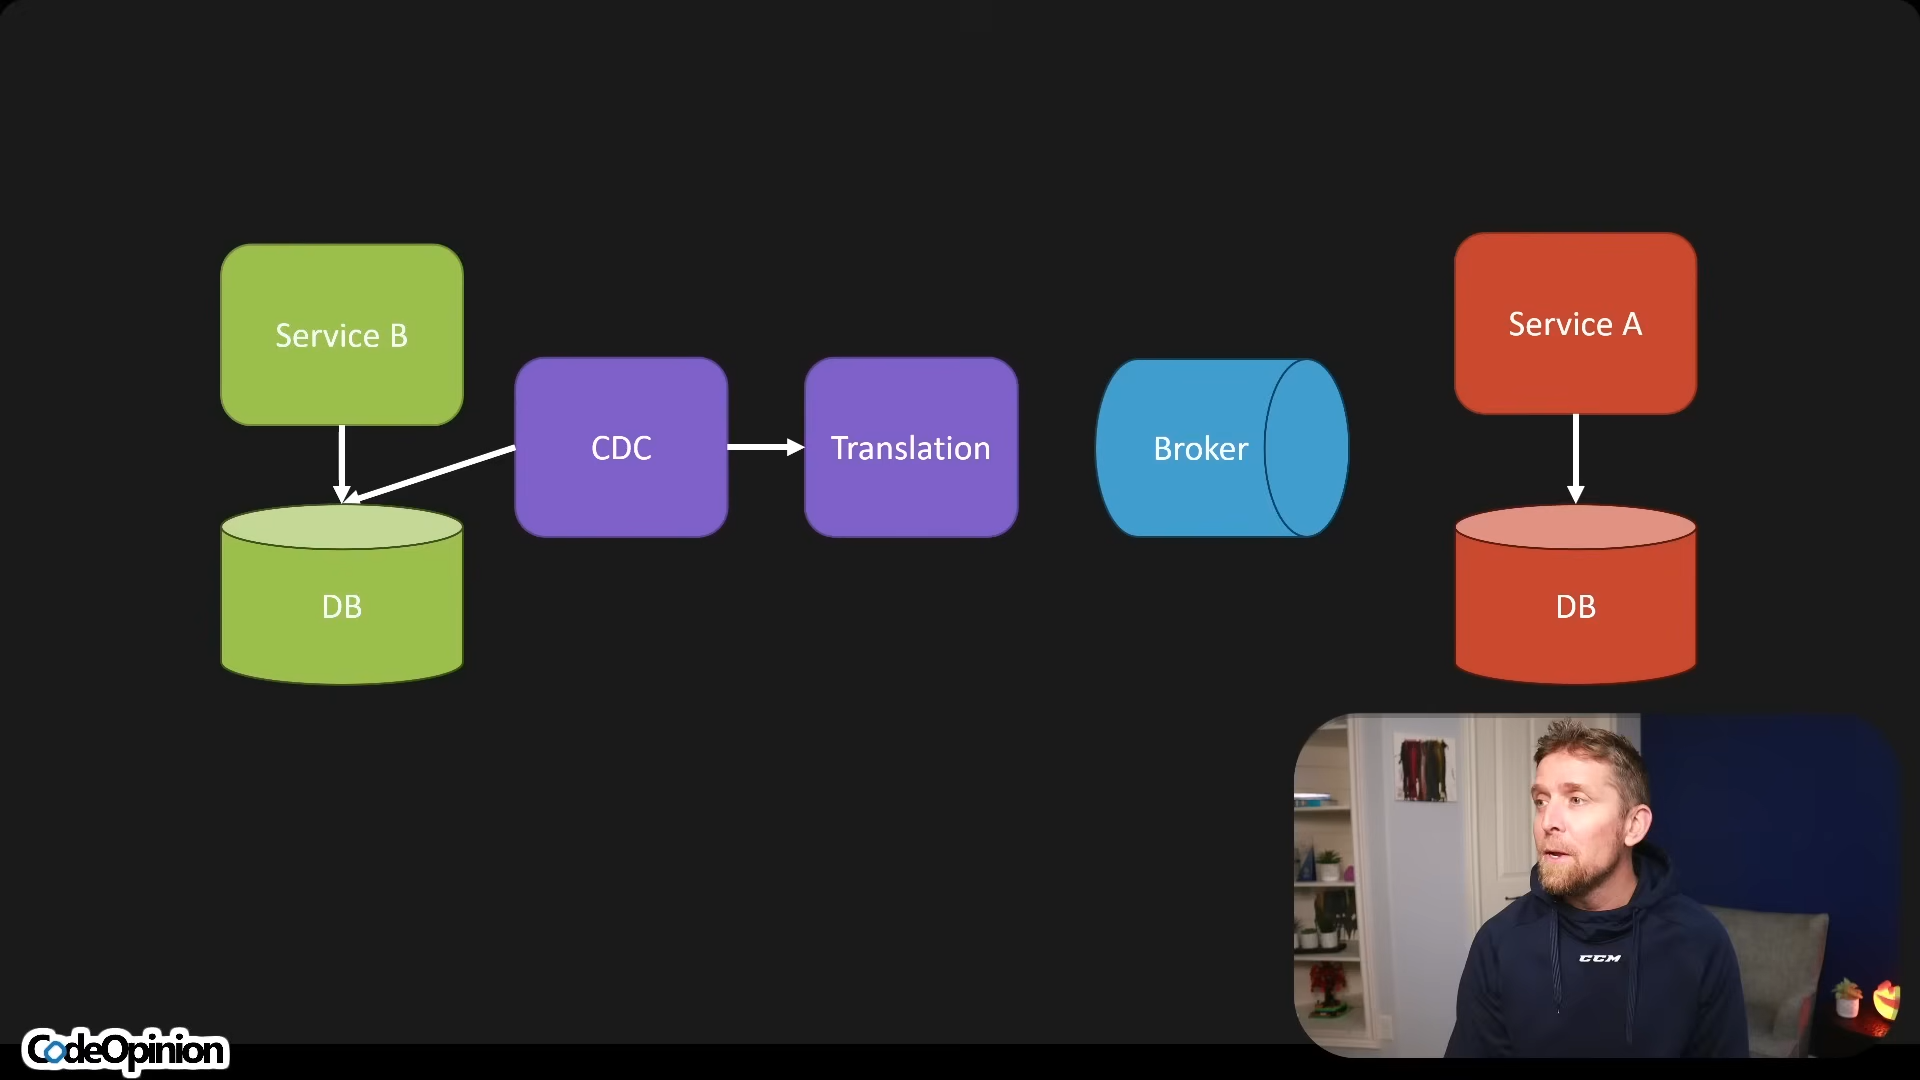 Service B
Service A
CDC
Translation
Broker
DB
DB
CCM
CodeOpinion